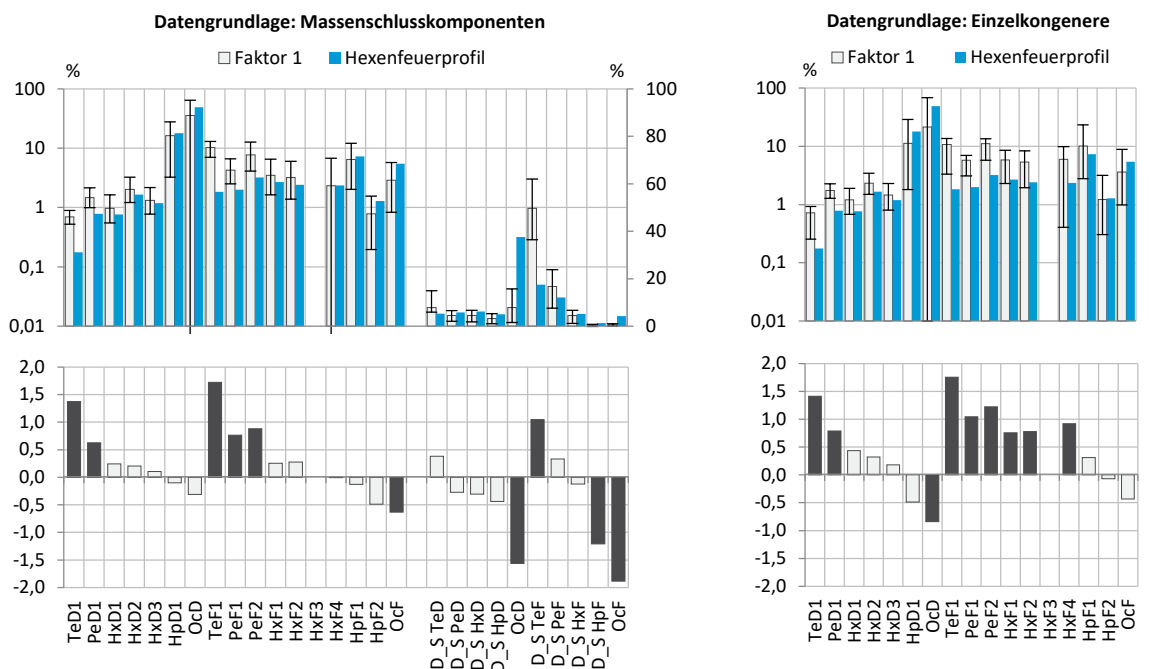 Datengrundlage: Massenschlusskomponenten
Faktor 1 Hexenfeuerprofil
% %
100 100
10 80
1 60
40
0,1 20
0,01 0
2,0
1,5
1,0
0,5
0,0
-0,5
-1,0
-1,5
-2,0
TeD1
PeD1
HxD1
HxD2
HxD3
HpD1
OcD
TeF1
PeF1
PeF2
HxF1
HxF2
HxF3
HxF4
HpF1
HpF2
OcF
D_S TeD
D_S PeD
D_S HxD
D_S HpD
OcD
D_S TeF
D_S PeF
D_S HxF
D_S HpF
OcF
Datengrundlage: Einzelkongenere
Faktor 1 Hexenfeuerprofil
%
100
10
1
0,1
0,01
2,0
1,5
1,0
0,5
0,0
-0,5
-1,0
-1,5
-2,0
TeD1
PeD1
HxD1
HxD2
HxD3
HpD1
OcD
TeF1
PeF1
PeF2
HxF1
HxF2
HxF3
HxF4
HpF1
HpF2
OcF